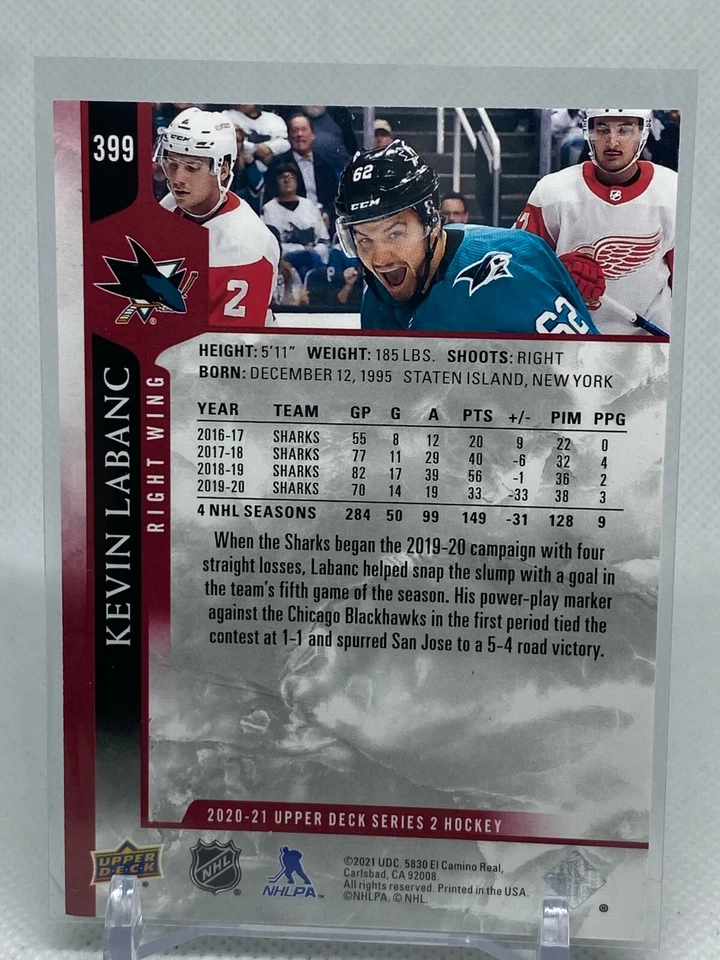 399
2
62
CCM
62
KEVIN LABANC
RIGHT WING
HEIGHT: 5'11" WEIGHT: 185 LBS. SHOOTS: RIGHT
BORN: DECEMBER 12, 1995 STATEN ISLAND, NEW YORK
YEAR TEAM GP G A PTS +/- PIM PPG
2016-17 SHARKS 55 8 12 20 9 22 0
2017-18 SHARKS 77 11 29 40 -6 32 4
2018-19 SHARKS 82 17 39 56 -1 36 2
2019-20 SHARKS 70 14 19 33 -33 38 3
4 NHL SEASONS 284 50 99 149 -31 128 9
When the Sharks began the 2019-20 campaign with four
straight losses, Labanc helped snap the slump with a goal in
the team's fifth game of the season. His power-play marker
against the Chicago Blackhawks in the first period tied the
contest at 1-1 and spurred San Jose to a 5-4 road victory.
2020-21 UPPER DECK SERIES 2 HOCKEY
UPPER DECK ®
NHL
NHLPA™
©2021 UDC. 5830 El Camino Real,
Carlsbad, CA 92008.
All rights reserved. Printed in the USA.
©NHLPA. © NHL.
®